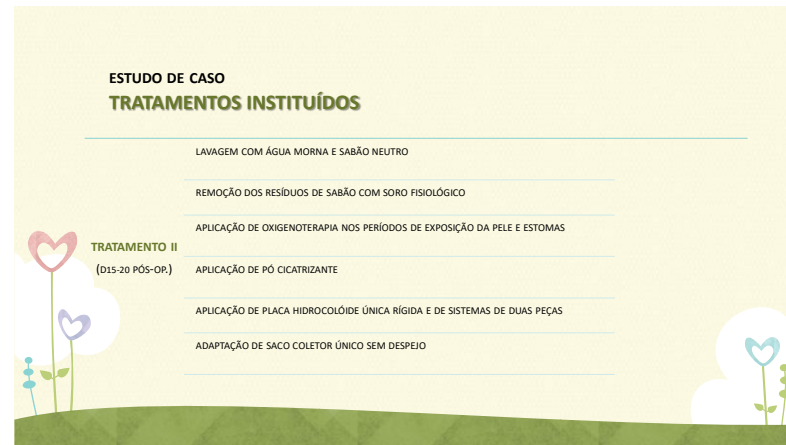 ESTUDO DE CASO
TRATAMENTOS INSTITUÍDOS
LAVAGEM COM ÁGUA MORNA E SABÃO NEUTRO
REMOÇÃO DOS RESÍDUOS DE SABÃO COM SORO FISIOLÓGICO
APLICAÇÃO DE OXIGENOTERAPIA NOS PERÍODOS DE EXPOSIÇÃO DA PELE E ESTOMAS
TRATAMENTO II
(D15-20 PÓS-OP.)
APLICAÇÃO DE PÓ CICATRIZANTE
APLICAÇÃO DE PLACA HIDROCOLÓIDE ÚNICA RÍGIDA E DE SISTEMAS DE DUAS PEÇAS
ADAPTAÇÃO DE SACO COLETOR ÚNICO SEM DESPEJO